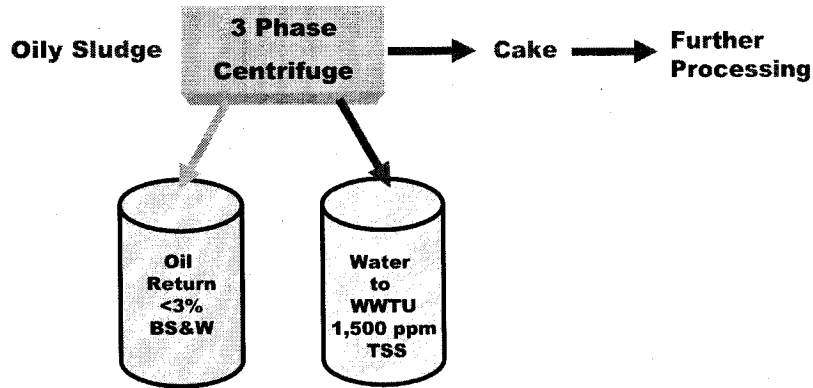 Oily Sludge
3 Phase
Centrifuge
Cake
Further
Processing
Oil
Return
<3%
BS&W
Water
to
WWTU
1,500 ppm
TSS